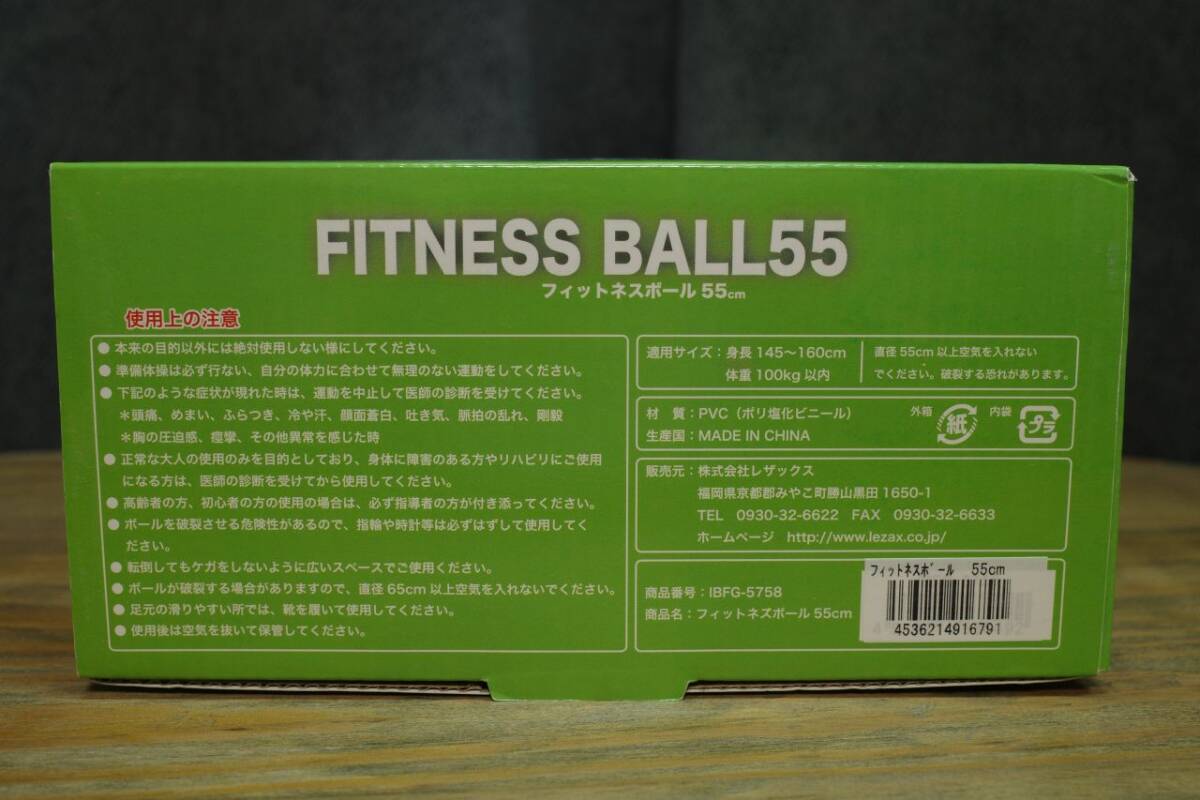 FITNESS BALL55
フィットネスボール 55cm
使用上の注意
● 本来の目的以外には絶対使用しない様にしてください。
● 準備体操は必ず行ない、自分の体力に合わせて無理のない運動をしてください。
● 下記のような症状が現れた時は、運動を中止して医師の診断を受けてください。
＊頭痛、めまい、ふらつき、冷や汗、顔面蒼白、吐き気、脈拍の乱れ、剛毅
＊胸の圧迫感、痙攣、その他異常を感じた時
● 正常な大人の使用のみを目的としており、身体に障害のある方やリハビリにご使用
になる方は、医師の診断を受けてから使用してください。
● 高齢者の方、初心者の方の使用の場合は、必ず指導者の方が付き添ってください。
● ボールを破裂させる危険性があるので、指輪や時計等は必ずはずして使用してく
ださい。
● 転倒してもケガをしないように広いスペースでご使用ください。
● ボールが破裂する場合がありますので、直径 65cm 以上空気を入れないでください。
● 足元の滑りやすい所では、靴を履いて使用してください。
● 使用後は空気を抜いて保管してください。
適用サイズ：身長 145～160cm
体重 100kg 以内
直径 55cm 以上空気を入れない
でください。破裂する恐れがあります。
材　質：PVC（ポリ塩化ビニール）
生産国：MADE IN CHINA
外箱 紙 内袋 プラ
販売元：株式会社レザックス
福岡県京都郡みやこ町勝山黒田 1650-1
TEL 0930-32-6622 FAX 0930-32-6633
ホームページ http://www.lezax.co.jp/
商品番号：IBFG-5758
商品名：フィットネズボール 55cm
フィットネスボール 55cm
4536214916791